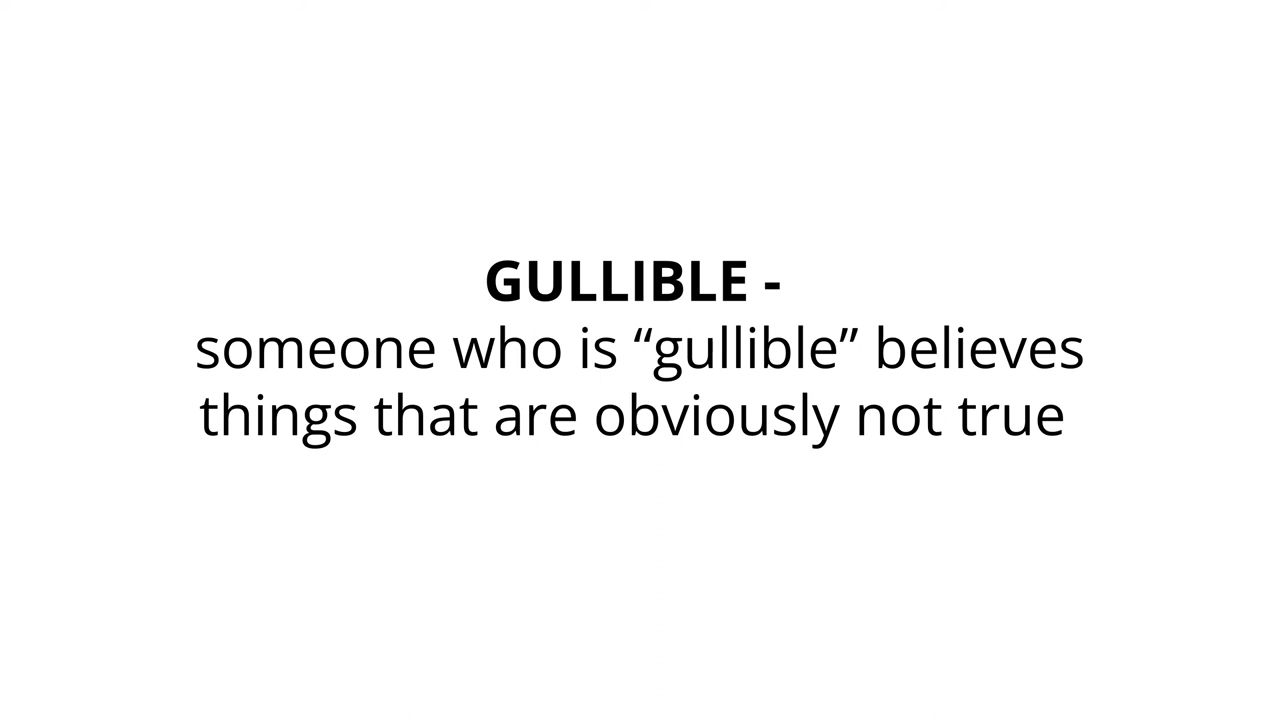 GULLIBLE -
someone who is “gullible” believes
things that are obviously not true